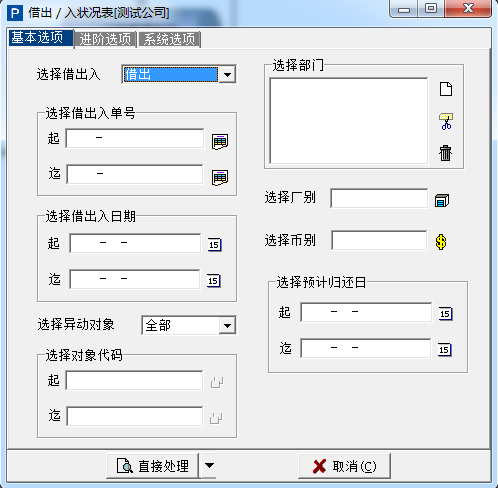 借出 / 入状况表[测试公司]
基本选项 进阶选项 系统选项
选择借出入 借出
选择借出入单号
起 -
迄 -
选择借出入日期
起 - - 15
迄 - - 15
选择异动对象 全部
选择对象代码
起
迄
选择部门
选择厂别
选择币别 $
选择预计归还日
起 - - 15
迄 - - 15
直接处理
取消(C)